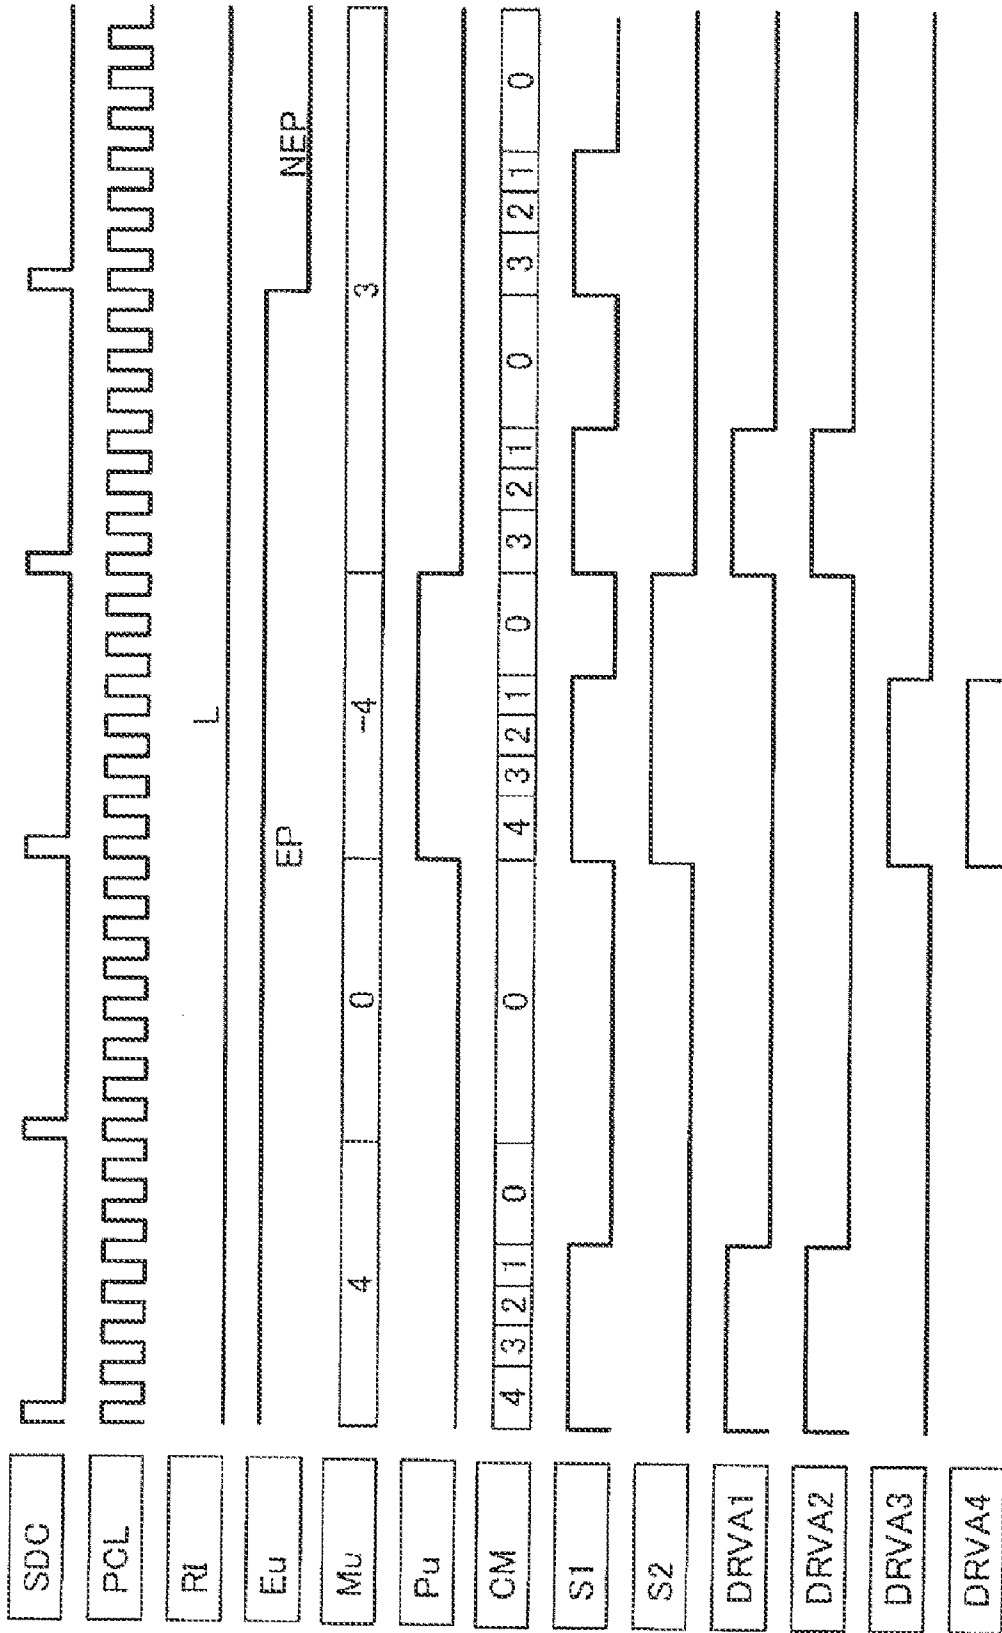 SDC
PCL
RI L
Eu EP NEP
Mu 4 0 -4 3
Pu
CM 4 3 2 1 0 0 4 3 2 1 0 3 2 1 0 3 2 1 0
S1
S2
DRVA1
DRVA2
DRVA3
DRVA4